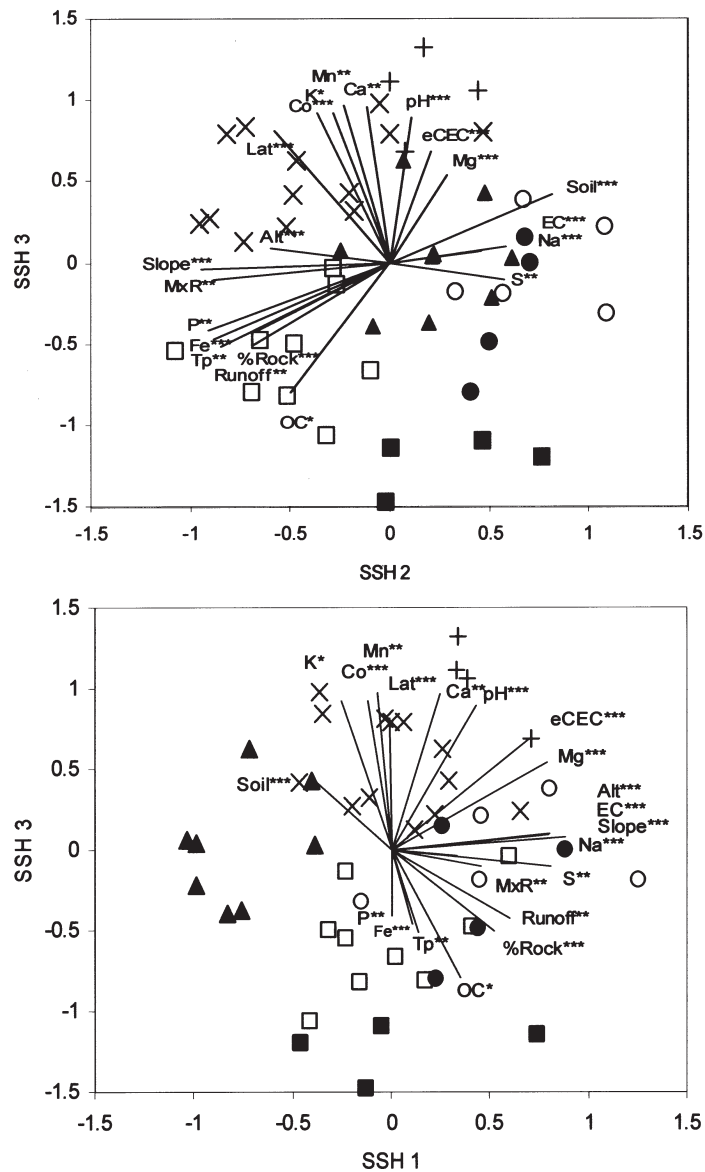 1.5
Mn**
Ca**
K*
Co***
pH***
1
eCEC***
Lat***
Mg***
0.5
Soil***
EC***
Alt***
Na***
SSH 3
0
Slope***
S**
MxR**
P**
Fe***
-0.5
Tp**
%Rock***
Runoff**
OC*
-1
-1.5
-1.5
-1
-0.5
0
0.5
1
1.5
SSH 2
1.5
K*
Mn**
Co***
Lat***
Ca**
pH***
1
eCEC***
Mg***
0.5
Soil***
Alt***
EC***
Slope***
SSH 3
0
Na***
MxR**
S**
P**
Runoff**
Fe***
-0.5
Tp**
%Rock***
OC*
-1
-1.5
-1.5
-1
-0.5
0
0.5
1
1.5
SSH 1